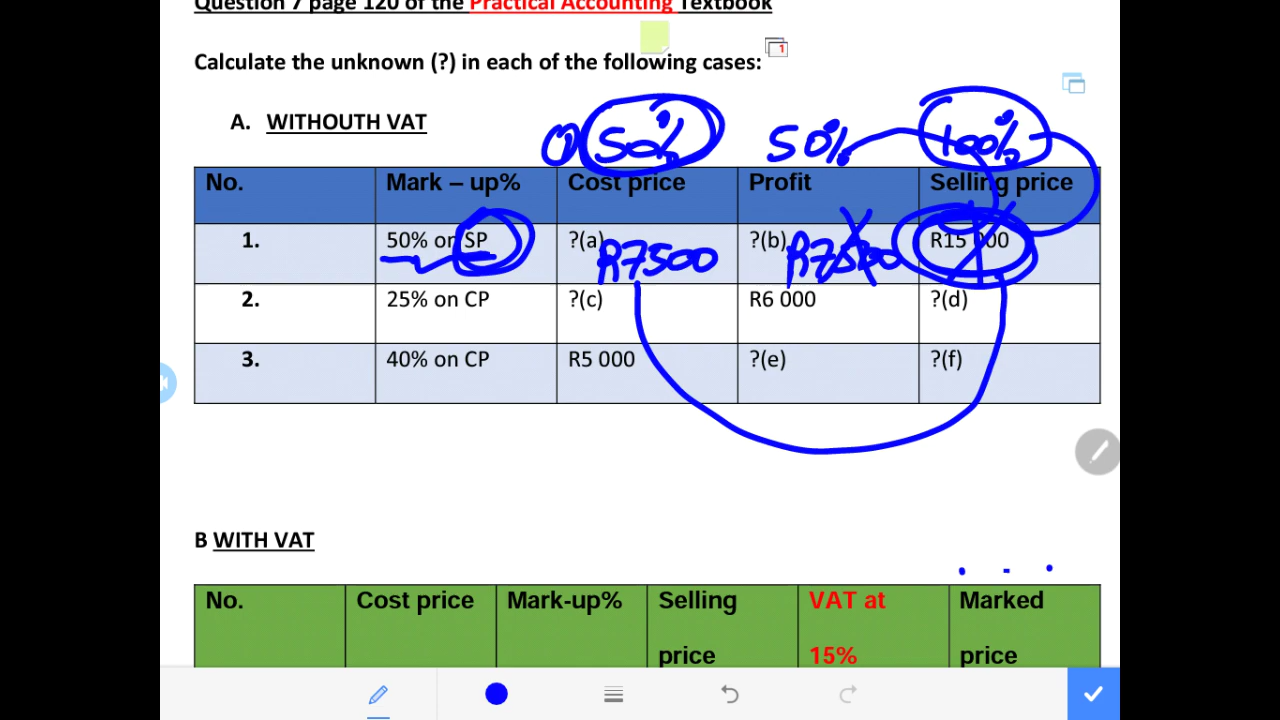 Question 7 page 120 of the Practical Accounting Textbook
1
Calculate the unknown (?) in each of the following cases:
A. WITHOUTH VAT
① 50% 50% 100%
No. Mark – up% Cost price Profit Selling price
1. 50% on SP ?(a) R7500 ?(b) R7500 R15 000
2. 25% on CP ?(c) R6 000 ?(d)
3. 40% on CP R5 000 ?(e) ?(f)
B WITH VAT
No. Cost price Mark-up% Selling VAT at Marked
price 15% price